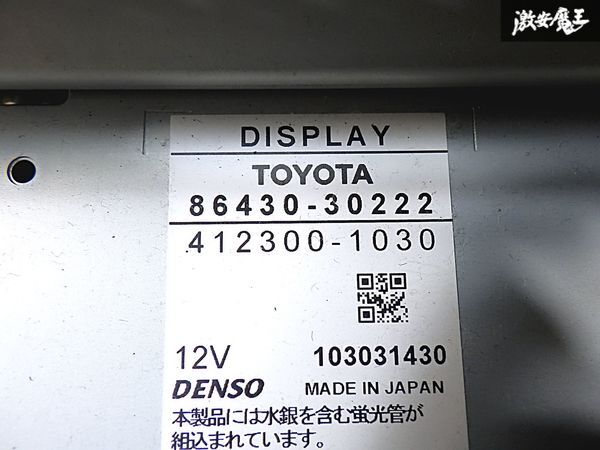 激安魔王
DISPLAY
TOYOTA
86430-30222
412300-1030
12V 103031430
DENSO MADE IN JAPAN
本製品には水銀を含む蛍光管が
組込まれています。